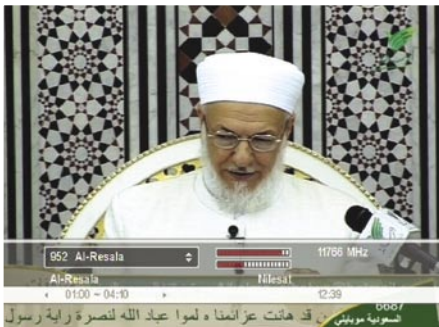 952 Al-Resala
11766 MHz
Al-Resala
Nilesat
01:00 ~ 04:10
12:39
6687
السعودية موبايلي
ن قد هانت عزائمنا ه لموا عباد الله لنصرة راية رسول